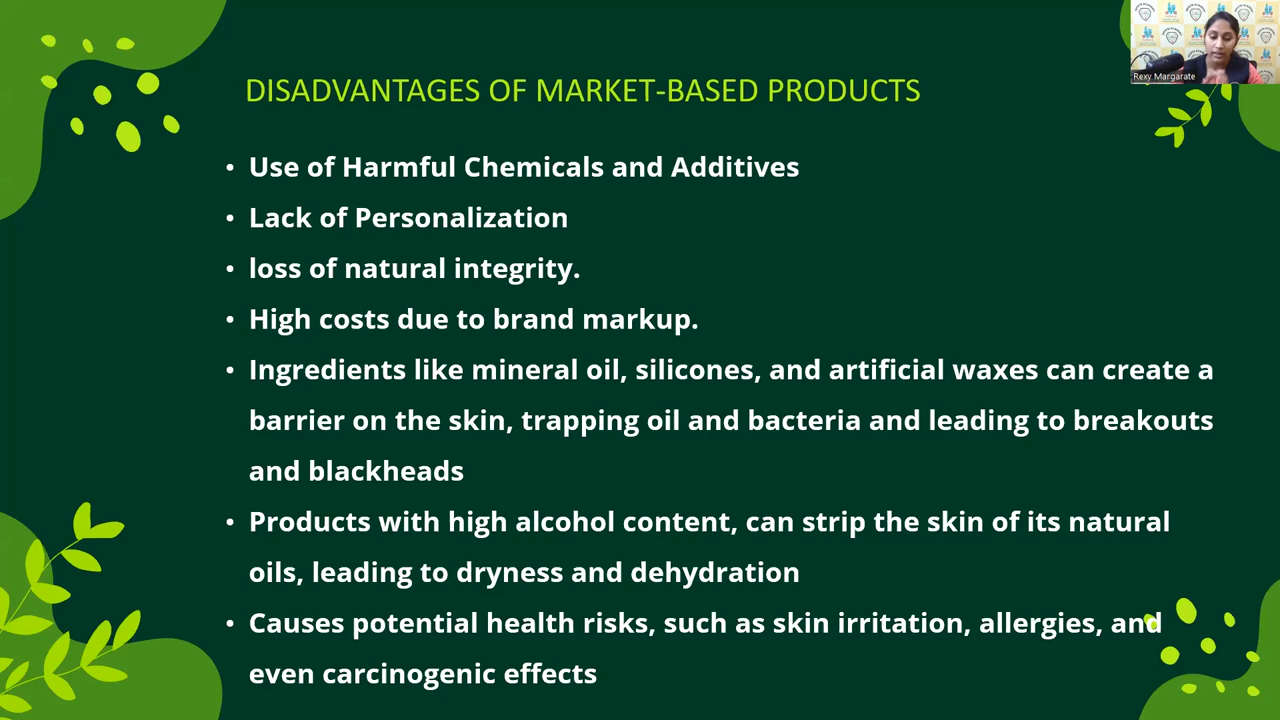 DISADVANTAGES OF MARKET-BASED PRODUCTS
• Use of Harmful Chemicals and Additives
• Lack of Personalization
• loss of natural integrity.
• High costs due to brand markup.
• Ingredients like mineral oil, silicones, and artificial waxes can create a
barrier on the skin, trapping oil and bacteria and leading to breakouts
and blackheads
• Products with high alcohol content, can strip the skin of its natural
oils, leading to dryness and dehydration
• Causes potential health risks, such as skin irritation, allergies, and
even carcinogenic effects
Rexy Margarate